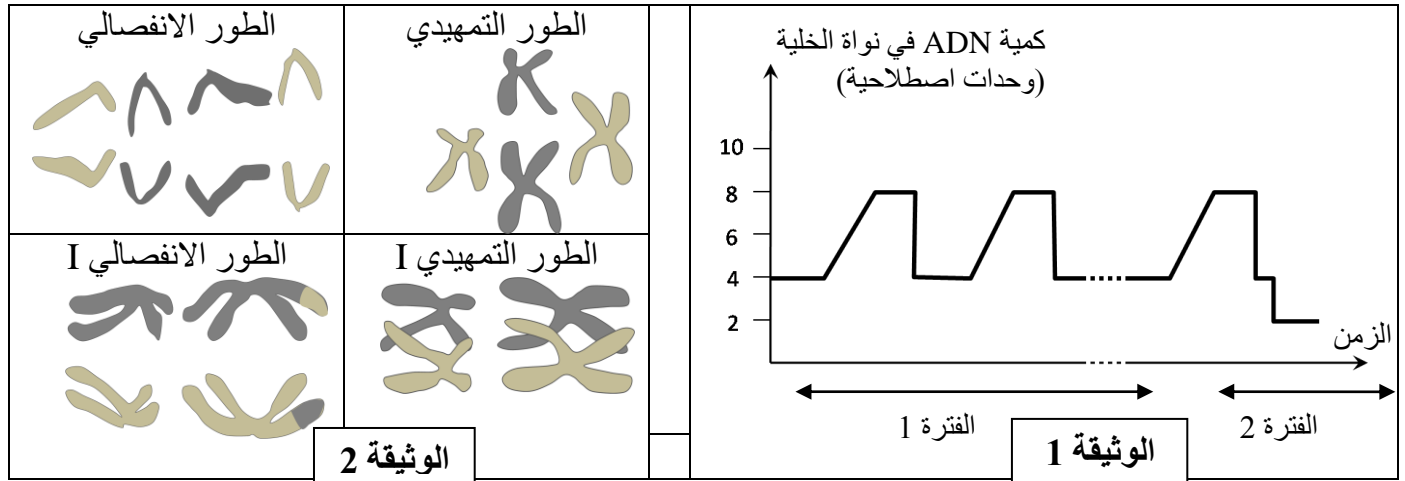 كمية ADN في نواة الخلية
(وحدات اصطلاحية)
10
8
6
4
2
الزمن
الفترة 1
الفترة 2
الوثيقة 1
الطور التمهيدي
الطور الانفصالي
الطور التمهيدي I
الطور الانفصالي I
الوثيقة 2